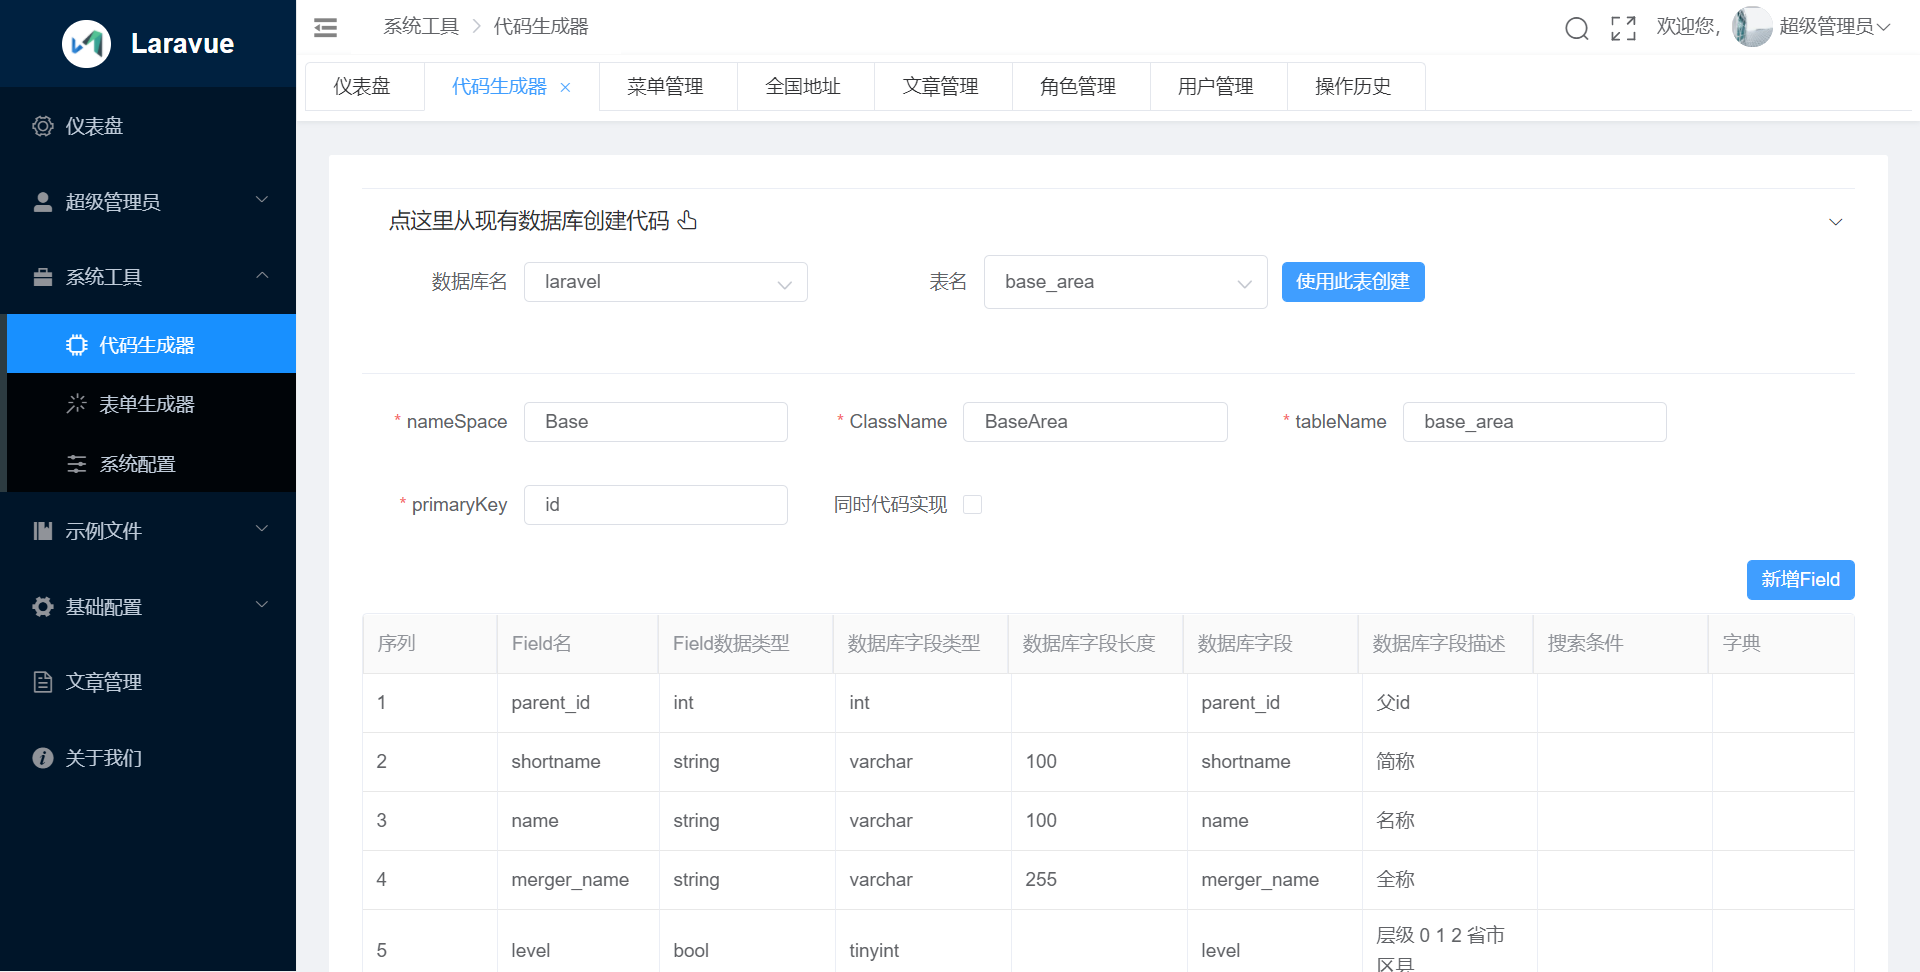 Laravue
系统工具 代码生成器
欢迎您, 超级管理员
仪表盘 代码生成器 × 菜单管理 全国地址 文章管理 角色管理 用户管理 操作历史
仪表盘
超级管理员
系统工具
代码生成器
表单生成器
系统配置
示例文件
基础配置
文章管理
关于我们
点这里从现有数据库创建代码
数据库名 laravel 表名 base_area 使用此表创建
* nameSpace Base * ClassName BaseArea * tableName base_area
* primaryKey id 同时代码实现
新增Field
序列 Field名 Field数据类型 数据库字段类型 数据库字段长度 数据库字段 数据库字段描述 搜索条件 字典
1 parent_id int int parent_id 父id
2 shortname string varchar 100 shortname 简称
3 name string varchar 100 name 名称
4 merger_name string varchar 255 merger_name 全称
5 level bool tinyint level 层级 0 1 2 省市
区县